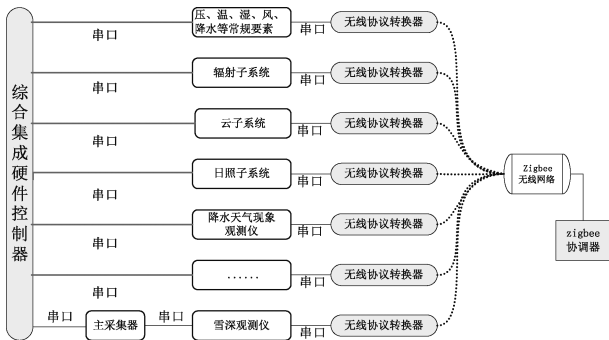 压、温、湿、风、
降水等常规要素
串口
串口
无线协议转换器
辐射子系统
串口
串口
无线协议转换器
云子系统
串口
串口
无线协议转换器
综合集成硬件控制器
日照子系统
串口
串口
无线协议转换器
Zigbee
无线网络
降水天气现象
观测仪
串口
串口
无线协议转换器
zigbee
协调器
......
串口
串口
无线协议转换器
串口
主采集器
串口
雪深观测仪
串口
无线协议转换器